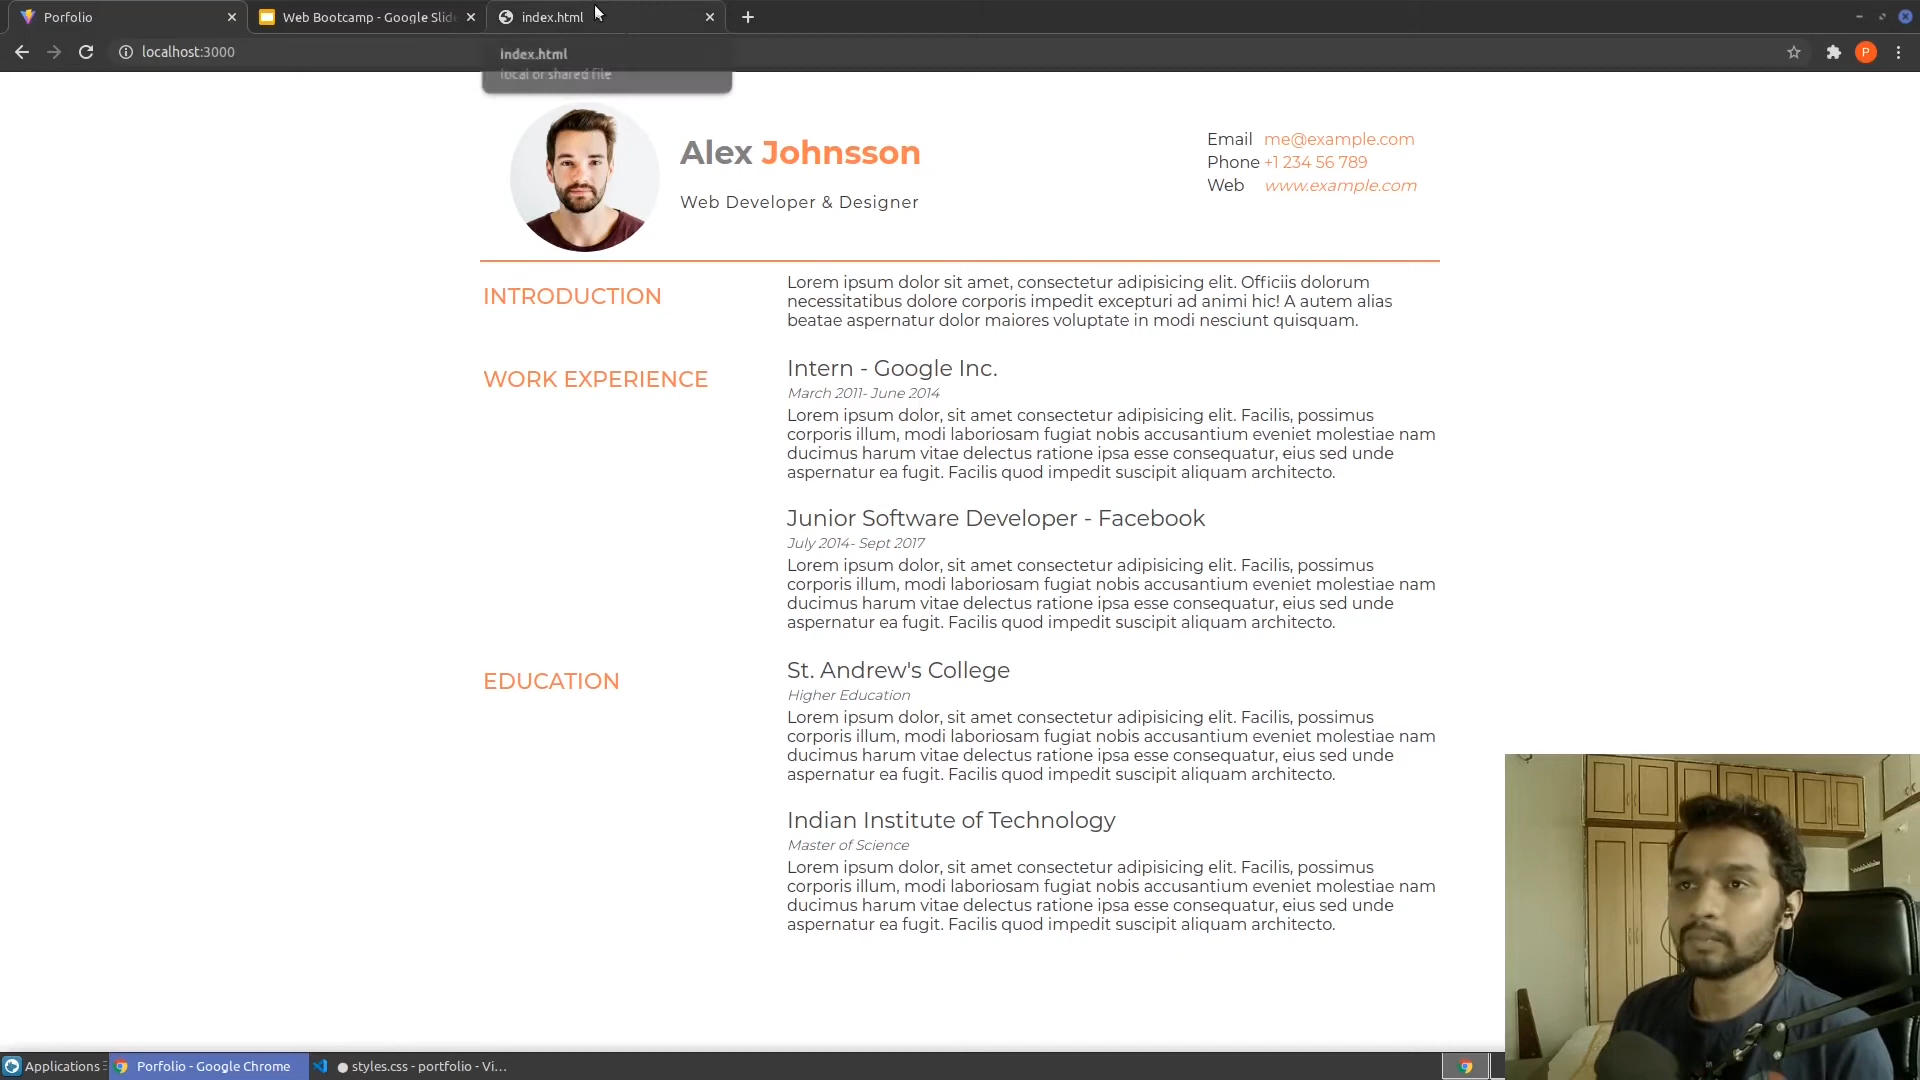 Porfolio
Web Bootcamp - Google Slide
index.html
localhost:3000
P
index.html
local or shared file
Alex Johnsson
Web Developer & Designer
Email me@example.com
Phone +1 234 56 789
Web www.example.com
INTRODUCTION
Lorem ipsum dolor sit amet, consectetur adipisicing elit. Officiis dolorum
necessitatibus dolore corporis impedit excepturi ad animi hic! A autem alias
beatae aspernatur dolor maiores voluptate in modi nesciunt quisquam.
WORK EXPERIENCE
Intern - Google Inc.
March 2011- June 2014
Lorem ipsum dolor, sit amet consectetur adipisicing elit. Facilis, possimus
corporis illum, modi laboriosam fugiat nobis accusantium eveniet molestiae nam
ducimus harum vitae delectus ratione ipsa esse consequatur, eius sed unde
aspernatur ea fugit. Facilis quod impedit suscipit aliquam architecto.
Junior Software Developer - Facebook
July 2014- Sept 2017
Lorem ipsum dolor, sit amet consectetur adipisicing elit. Facilis, possimus
corporis illum, modi laboriosam fugiat nobis accusantium eveniet molestiae nam
ducimus harum vitae delectus ratione ipsa esse consequatur, eius sed unde
aspernatur ea fugit. Facilis quod impedit suscipit aliquam architecto.
EDUCATION
St. Andrew's College
Higher Education
Lorem ipsum dolor, sit amet consectetur adipisicing elit. Facilis, possimus
corporis illum, modi laboriosam fugiat nobis accusantium eveniet molestiae nam
ducimus harum vitae delectus ratione ipsa esse consequatur, eius sed unde
aspernatur ea fugit. Facilis quod impedit suscipit aliquam architecto.
Indian Institute of Technology
Master of Science
Lorem ipsum dolor, sit amet consectetur adipisicing elit. Facilis, possimus
corporis illum, modi laboriosam fugiat nobis accusantium eveniet molestiae nam
ducimus harum vitae delectus ratione ipsa esse consequatur, eius sed unde
aspernatur ea fugit. Facilis quod impedit suscipit aliquam architecto.
Applications
Porfolio - Google Chrome
styles.css - portfolio - Vi...